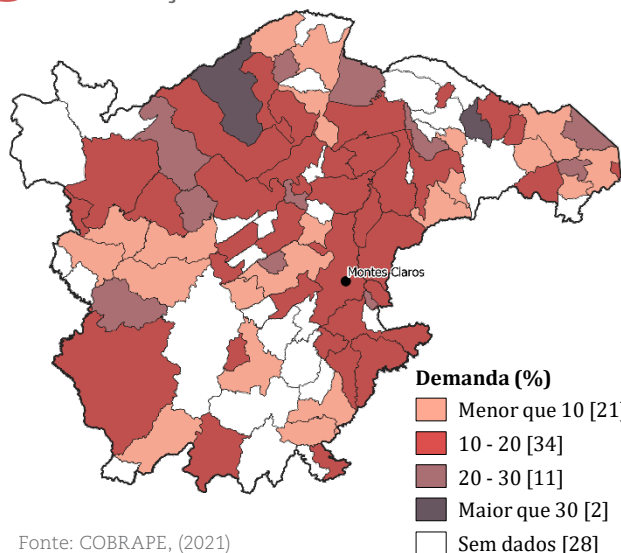 Montes Claros
Demanda (%)
Menor que 10 [21]
10 - 20 [34]
20 - 30 [11]
Maior que 30 [2]
Sem dados [28]
Fonte: COBRAPE, (2021)